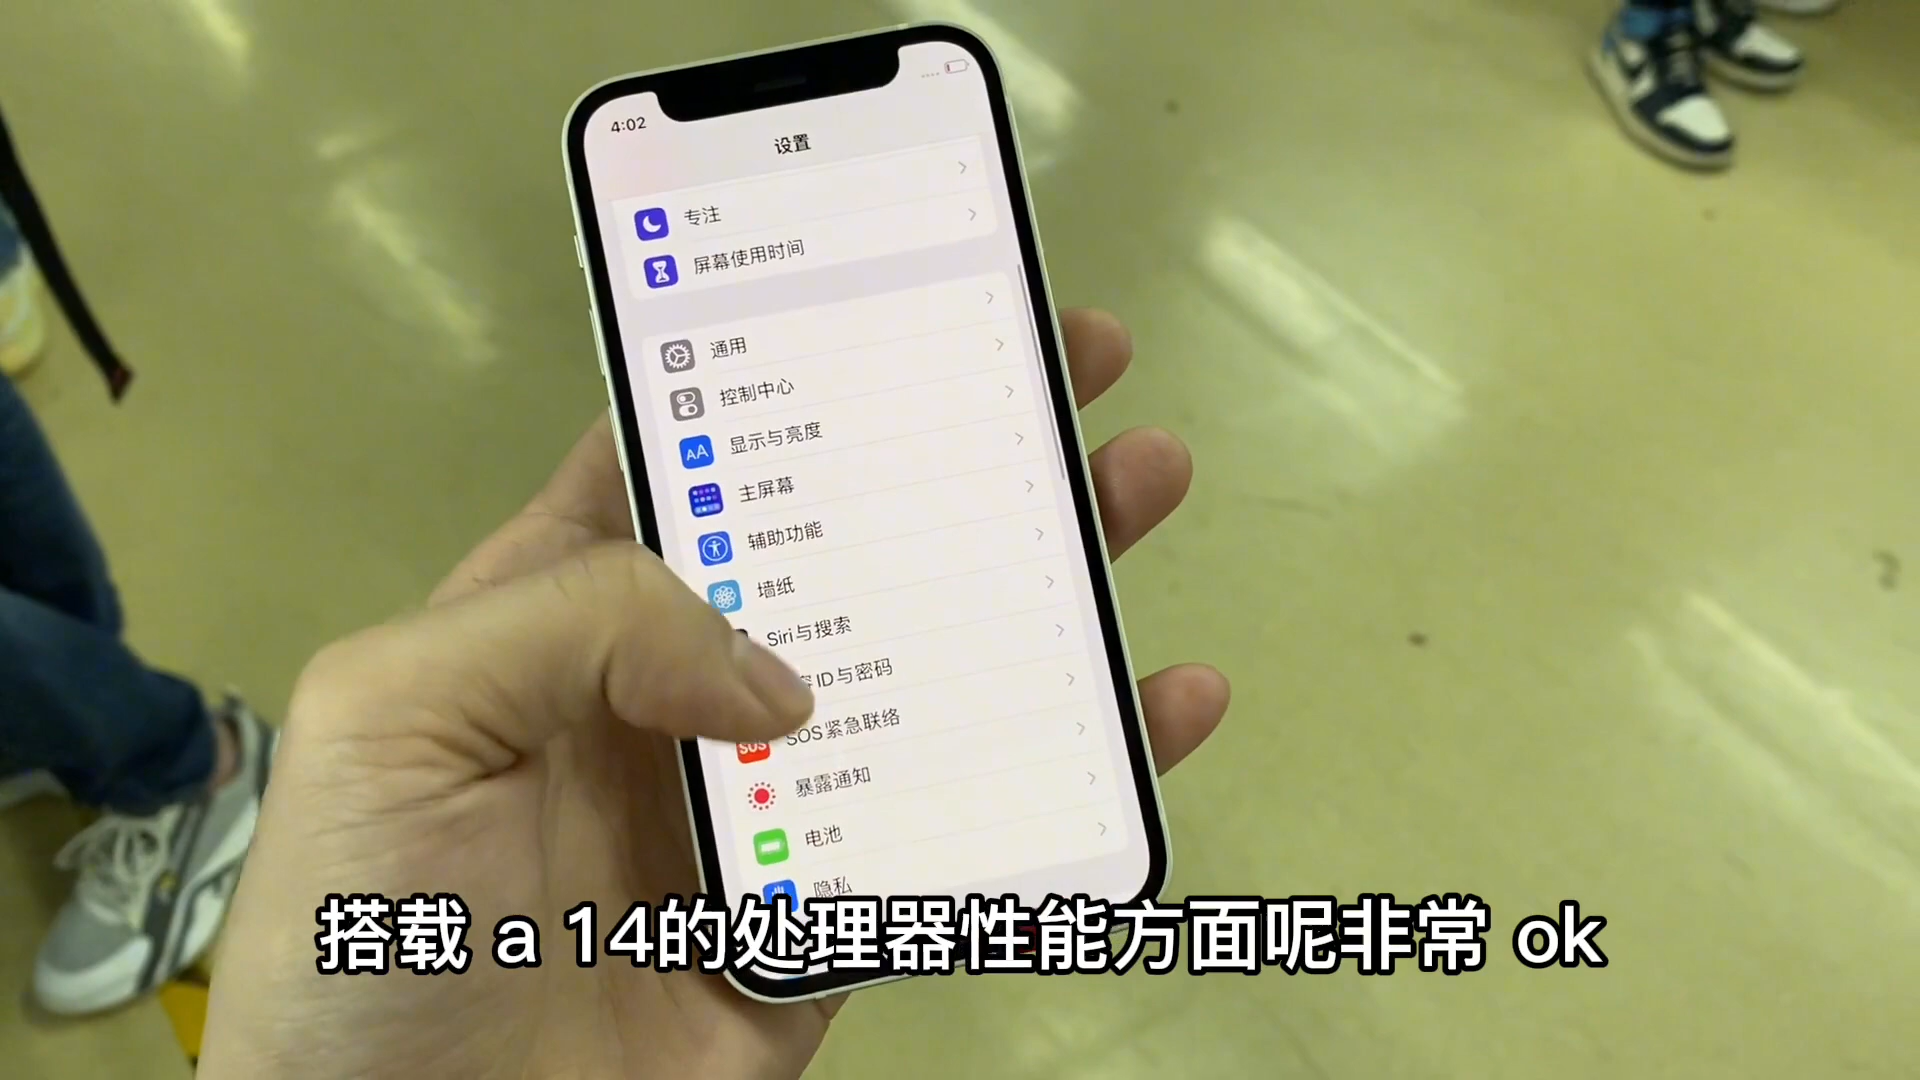 4:02
设置
专注
屏幕使用时间
通用
控制中心
AA
显示与亮度
主屏幕
辅助功能
墙纸
Siri与搜索
容ID与密码
SOS
SOS紧急联络
暴露通知
电池
隐私
搭载 a 14的处理器性能方面呢非常 ok